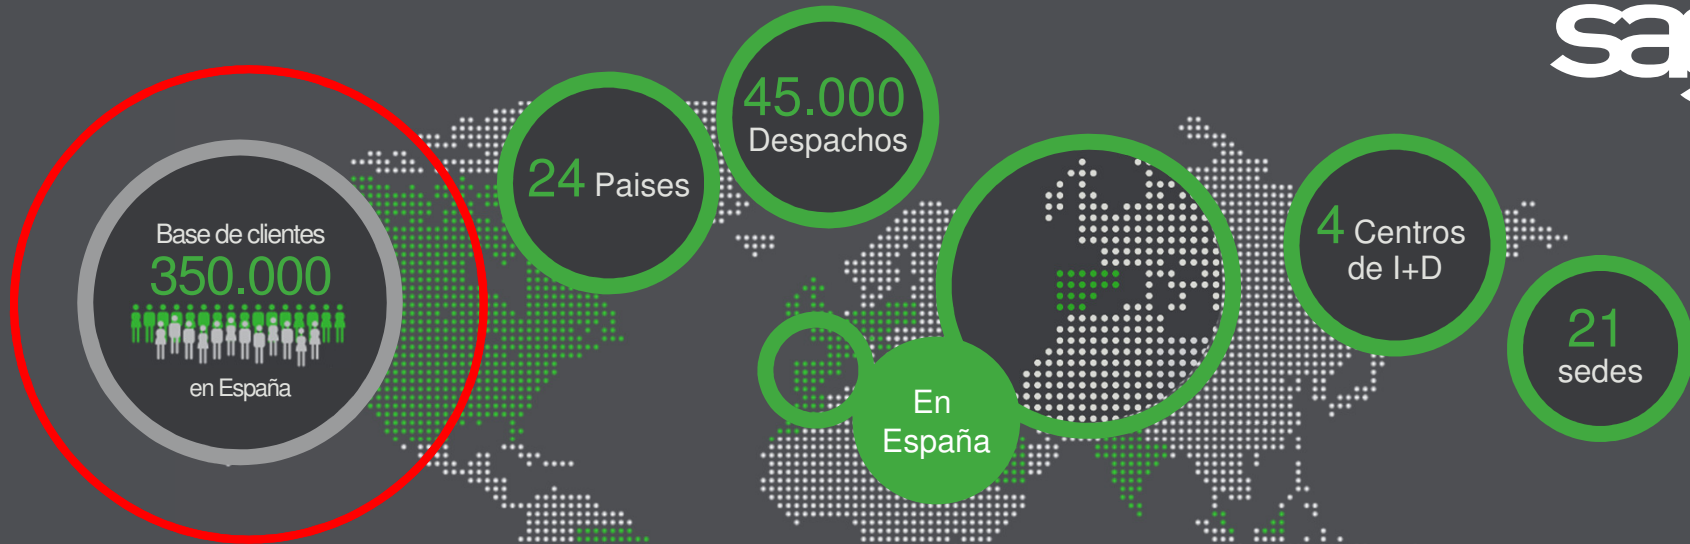 Base de clientes
350.000
en España
24 Paises
45.000
Despachos
En
España
4 Centros
de I+D
21
sedes